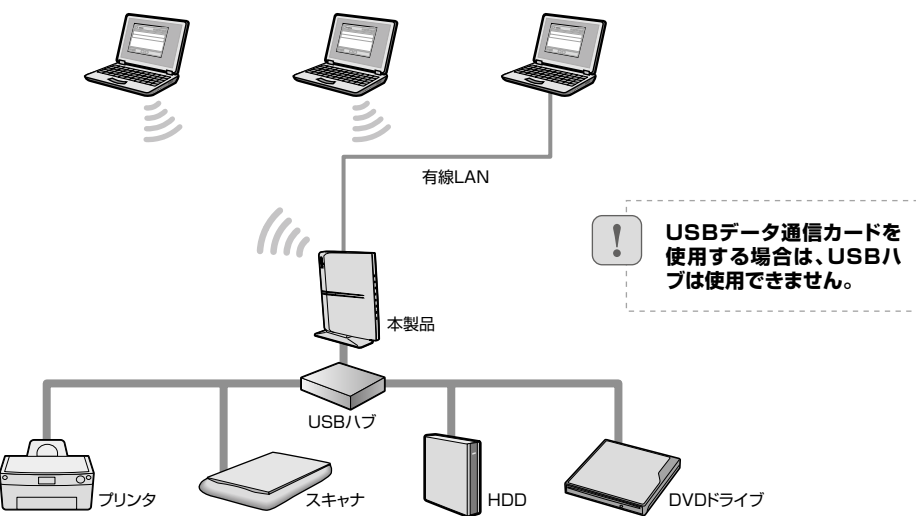 有線LAN
USBデータ通信カードを
使用する場合は、USBハ
ブは使用できません。
本製品
USBハブ
プリンタ
スキャナ
HDD
DVDドライブ